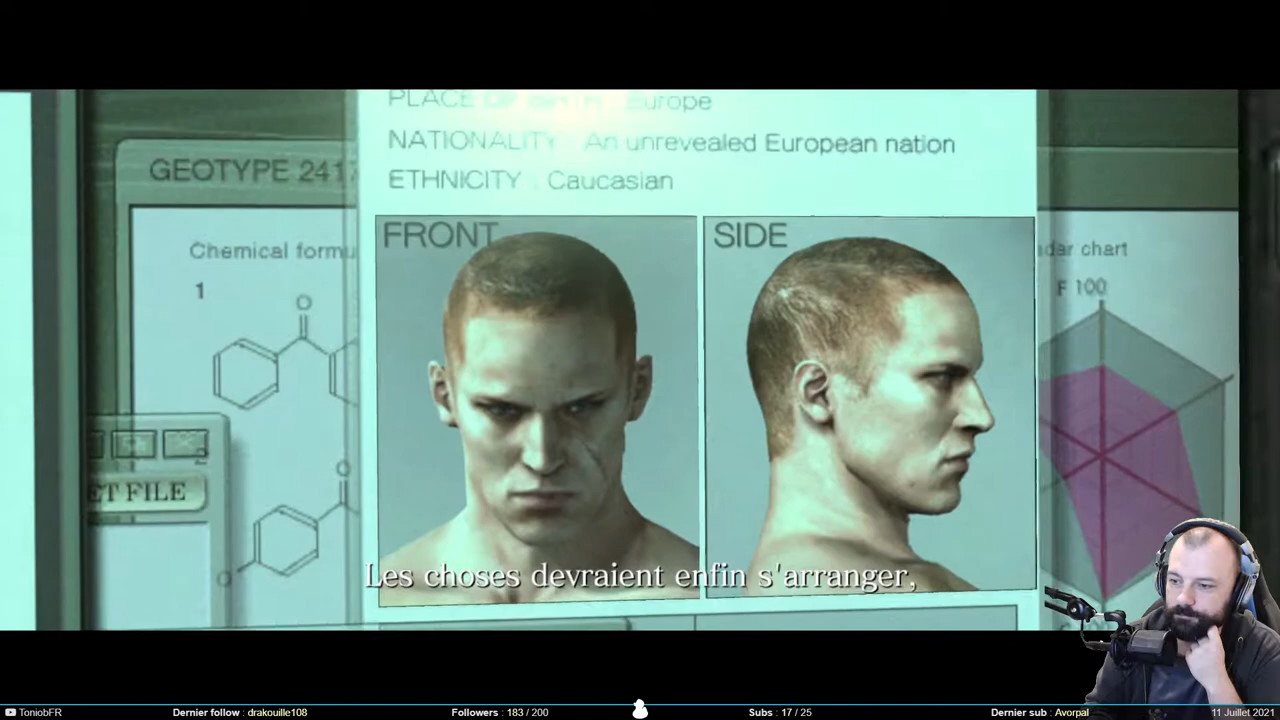 PLACE OF BIRTH : Europe
NATIONALITY : An unrevealed European nation
ETHNICITY : Caucasian
GEOTYPE 2417
FRONT
SIDE
Chemical formu
1
O
O
dar chart
F 100
ET FILE
Les choses devraient enfin s'arranger,
ToniobFR
Dernier follow : drakouille108
Followers : 183 / 200
Subs : 17 / 25
Dernier sub : Avorpal
11 Juillet 2021